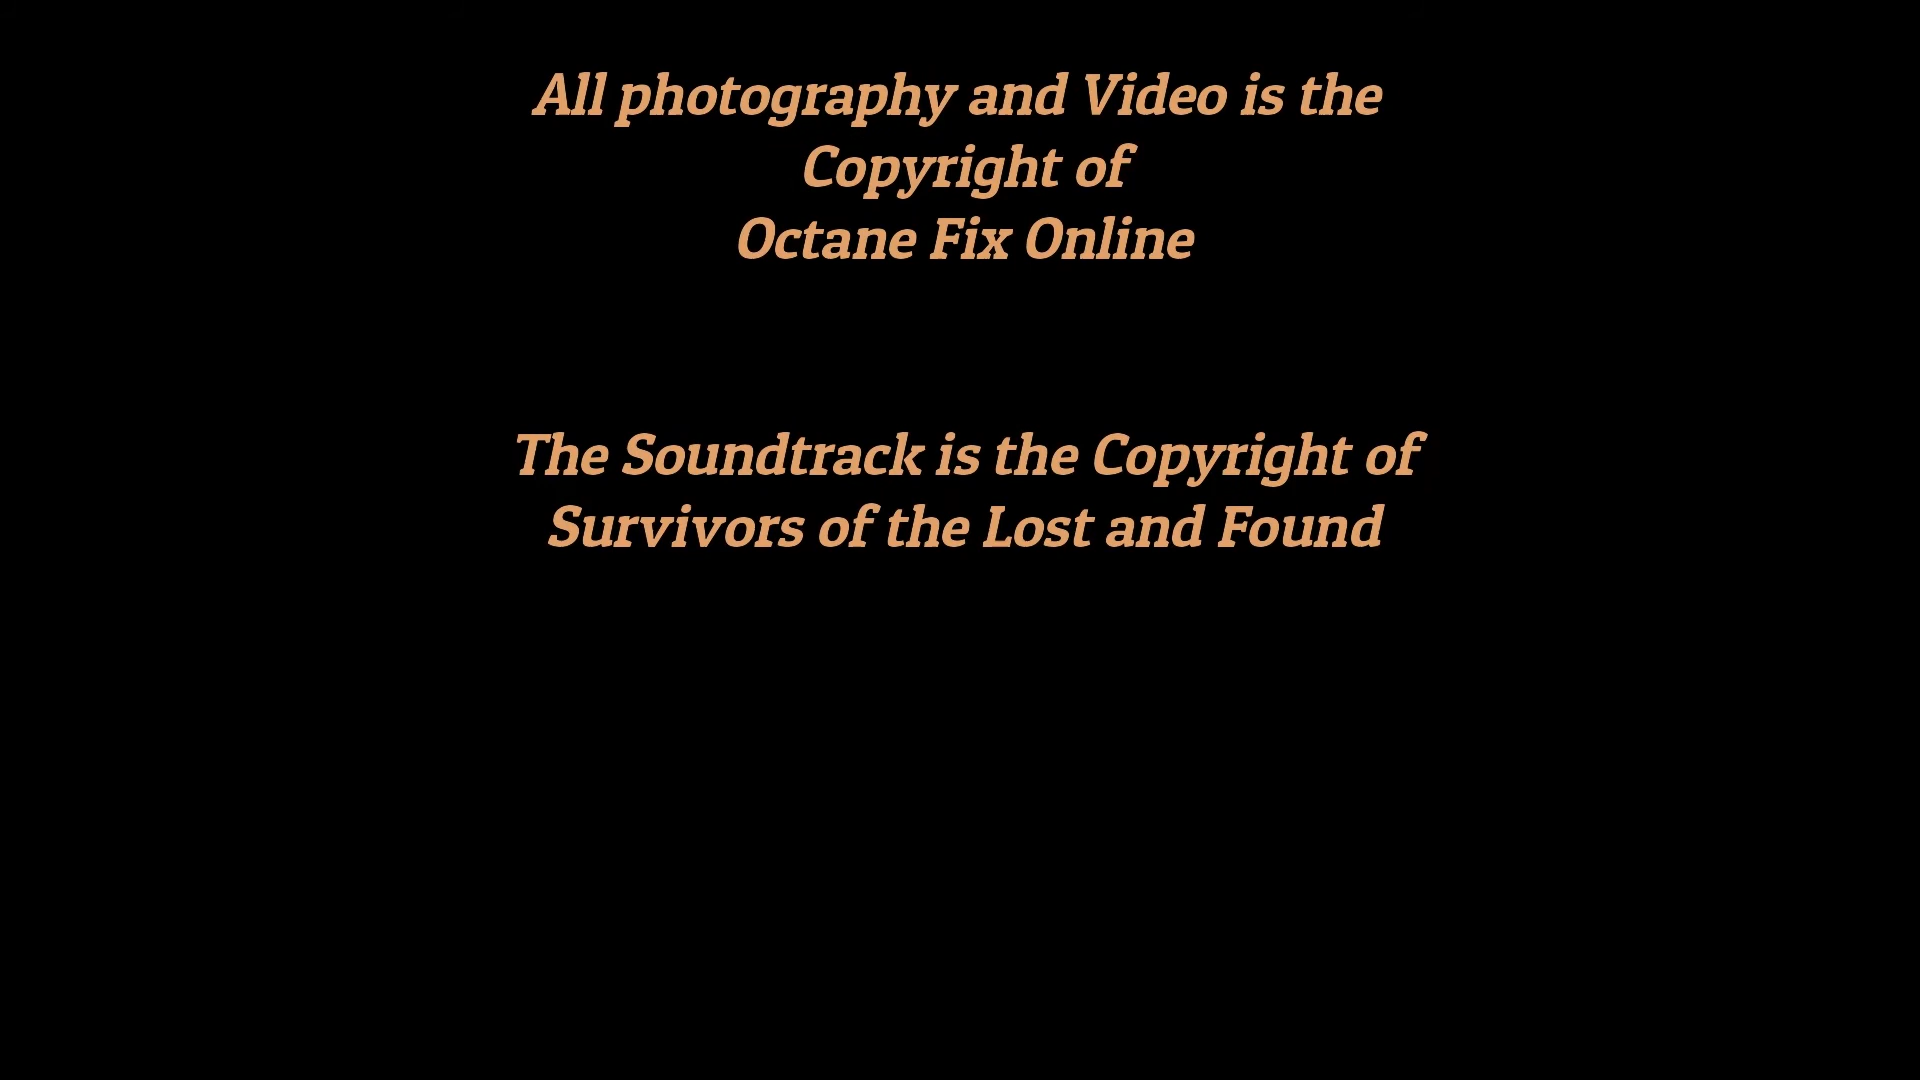 All photography and Video is the
Copyright of
Octane Fix Online
The Soundtrack is the Copyright of
Survivors of the Lost and Found